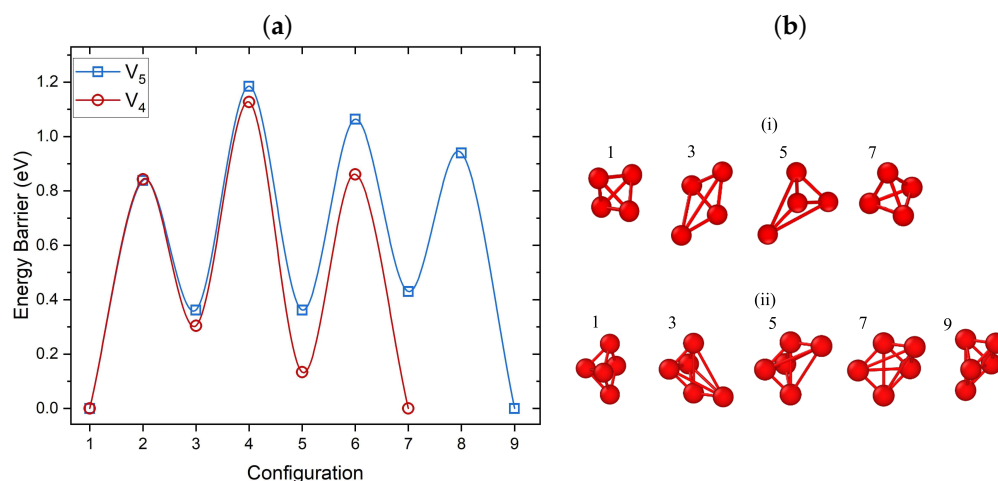 (a)
(b)
Energy Barrier (eV)
1.2
1.0
0.8
0.6
0.4
0.2
0.0
V5
V4
1 2 3 4 5 6 7 8 9
Configuration
(i)
1 3 5 7
(ii)
1 3 5 7 9